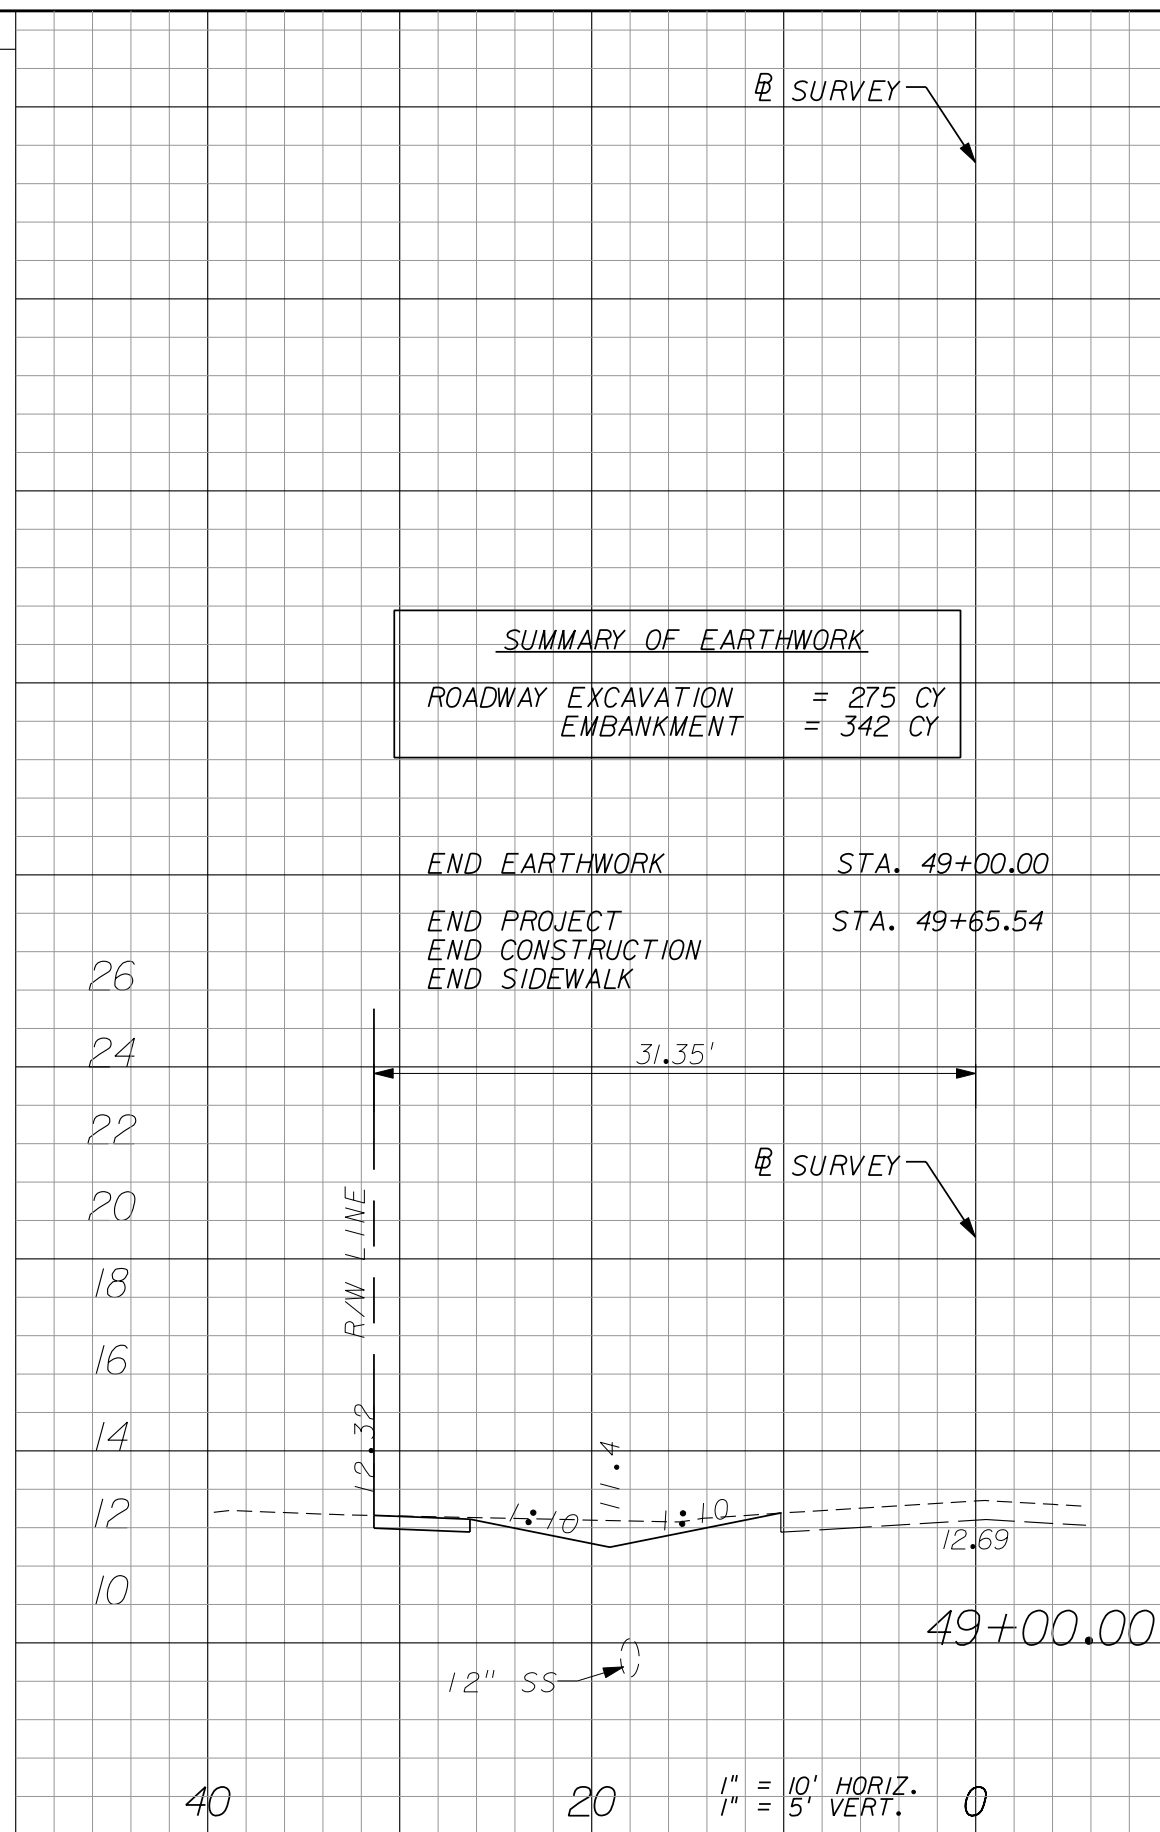 ℄ SURVEY
SUMMARY OF EARTHWORK
ROADWAY EXCAVATION = 275 CY
EMBANKMENT = 342 CY
END EARTHWORK STA. 49+00.00
END PROJECT STA. 49+65.54
END CONSTRUCTION
END SIDEWALK
26
24
31.35'
22
℄ SURVEY
20
R/W LINE
18
16
14
12.32
11.4
12
1:10
1:10
12.69
10
49+00.00
12" SS
1" = 10' HORIZ.
1" = 5' VERT.
40
20
0